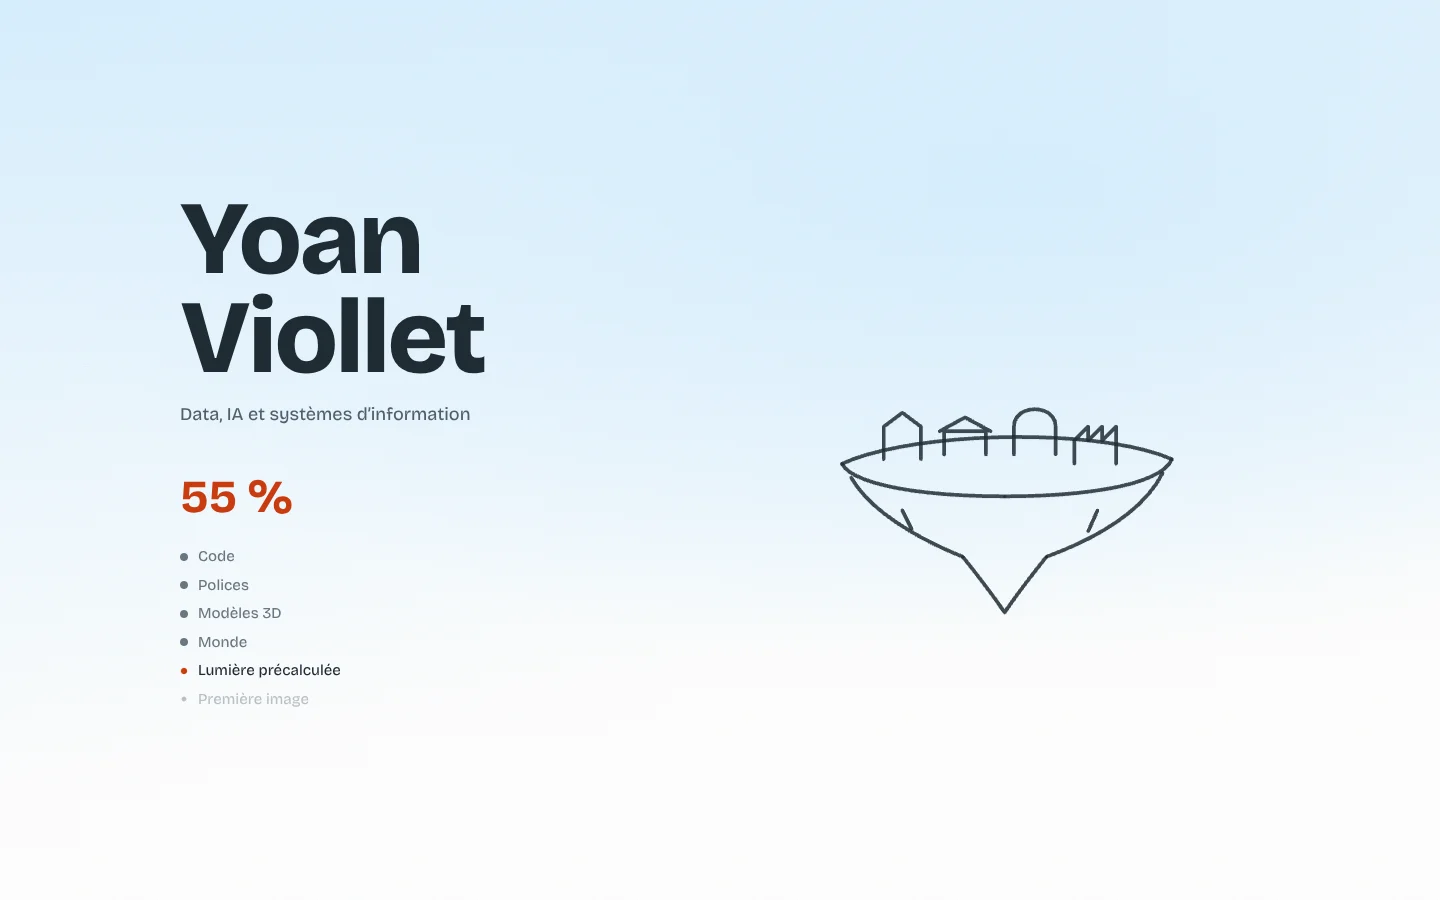 Yoan
Viollet
Data, IA et systèmes d’information
55 %
Code
Polices
Modèles 3D
Monde
Lumière précalculée
Première image